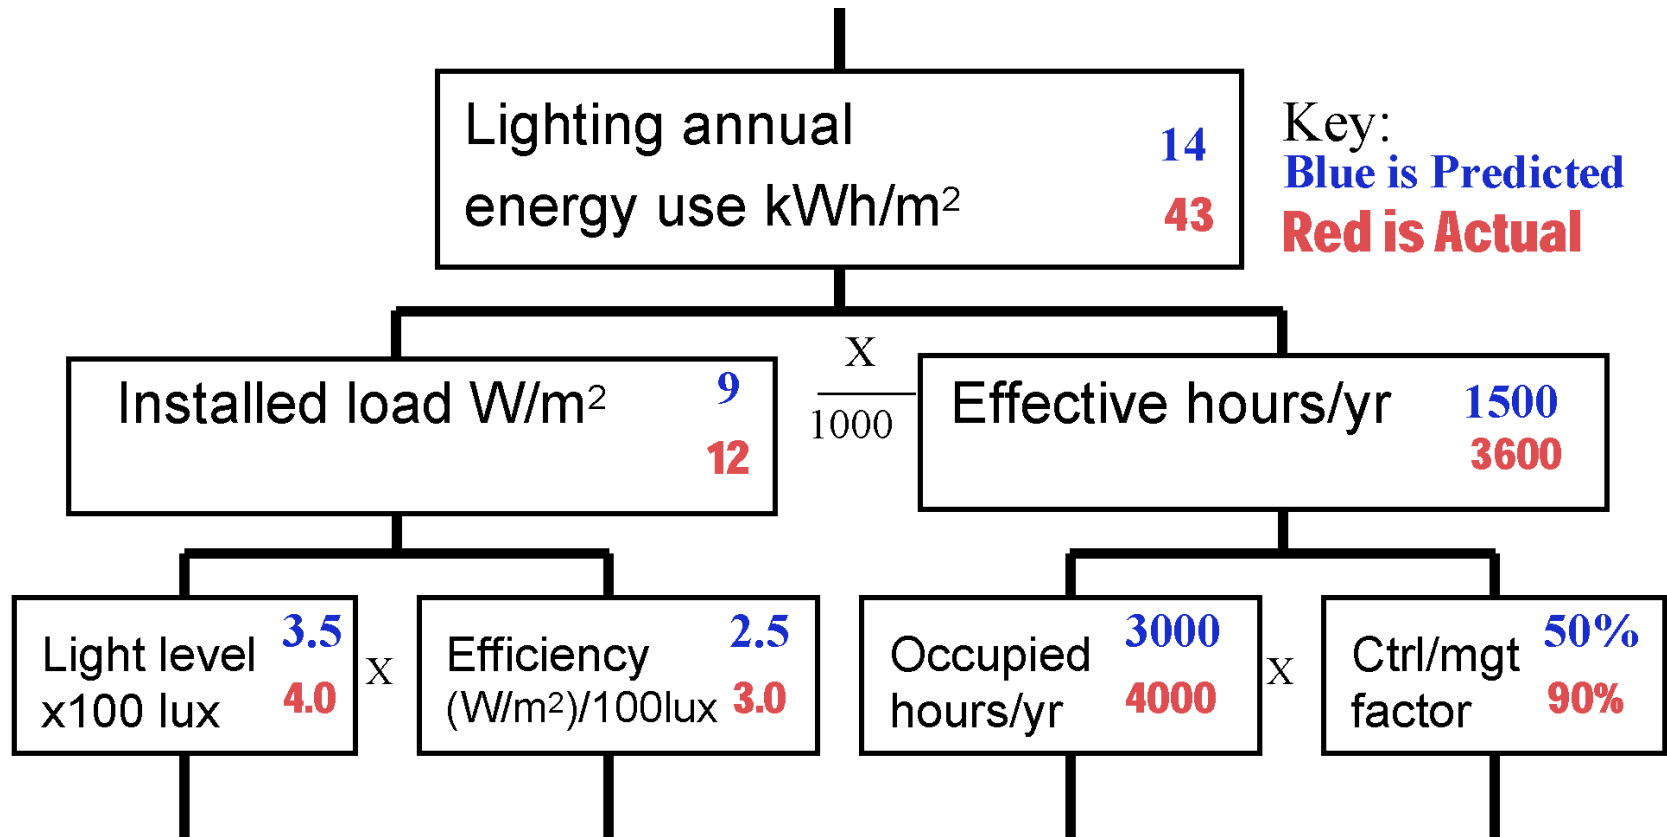 Lighting annual
energy use kWh/m²
14
43
Key:
Blue is Predicted
Red is Actual
Installed load W/m²
9
12
X
1000
Effective hours/yr
1500
3600
Light level
x100 lux
3.5
4.0
X
Efficiency
(W/m²)/100lux
2.5
3.0
Occupied
hours/yr
3000
4000
X
Ctrl/mgt
factor
50%
90%